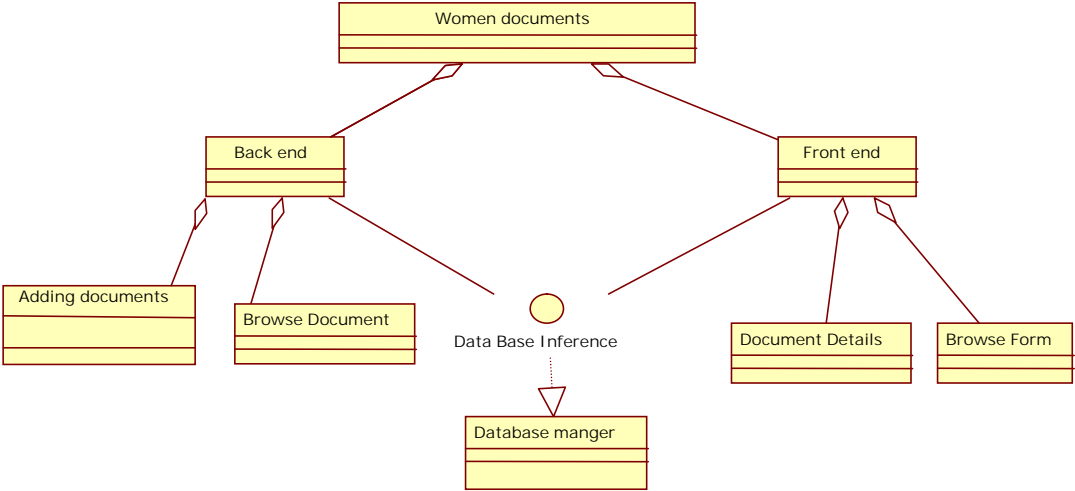 Women documents
Back end
Front end
Adding documents
Browse Document
Data Base Inference
Document Details
Browse Form
Database manger